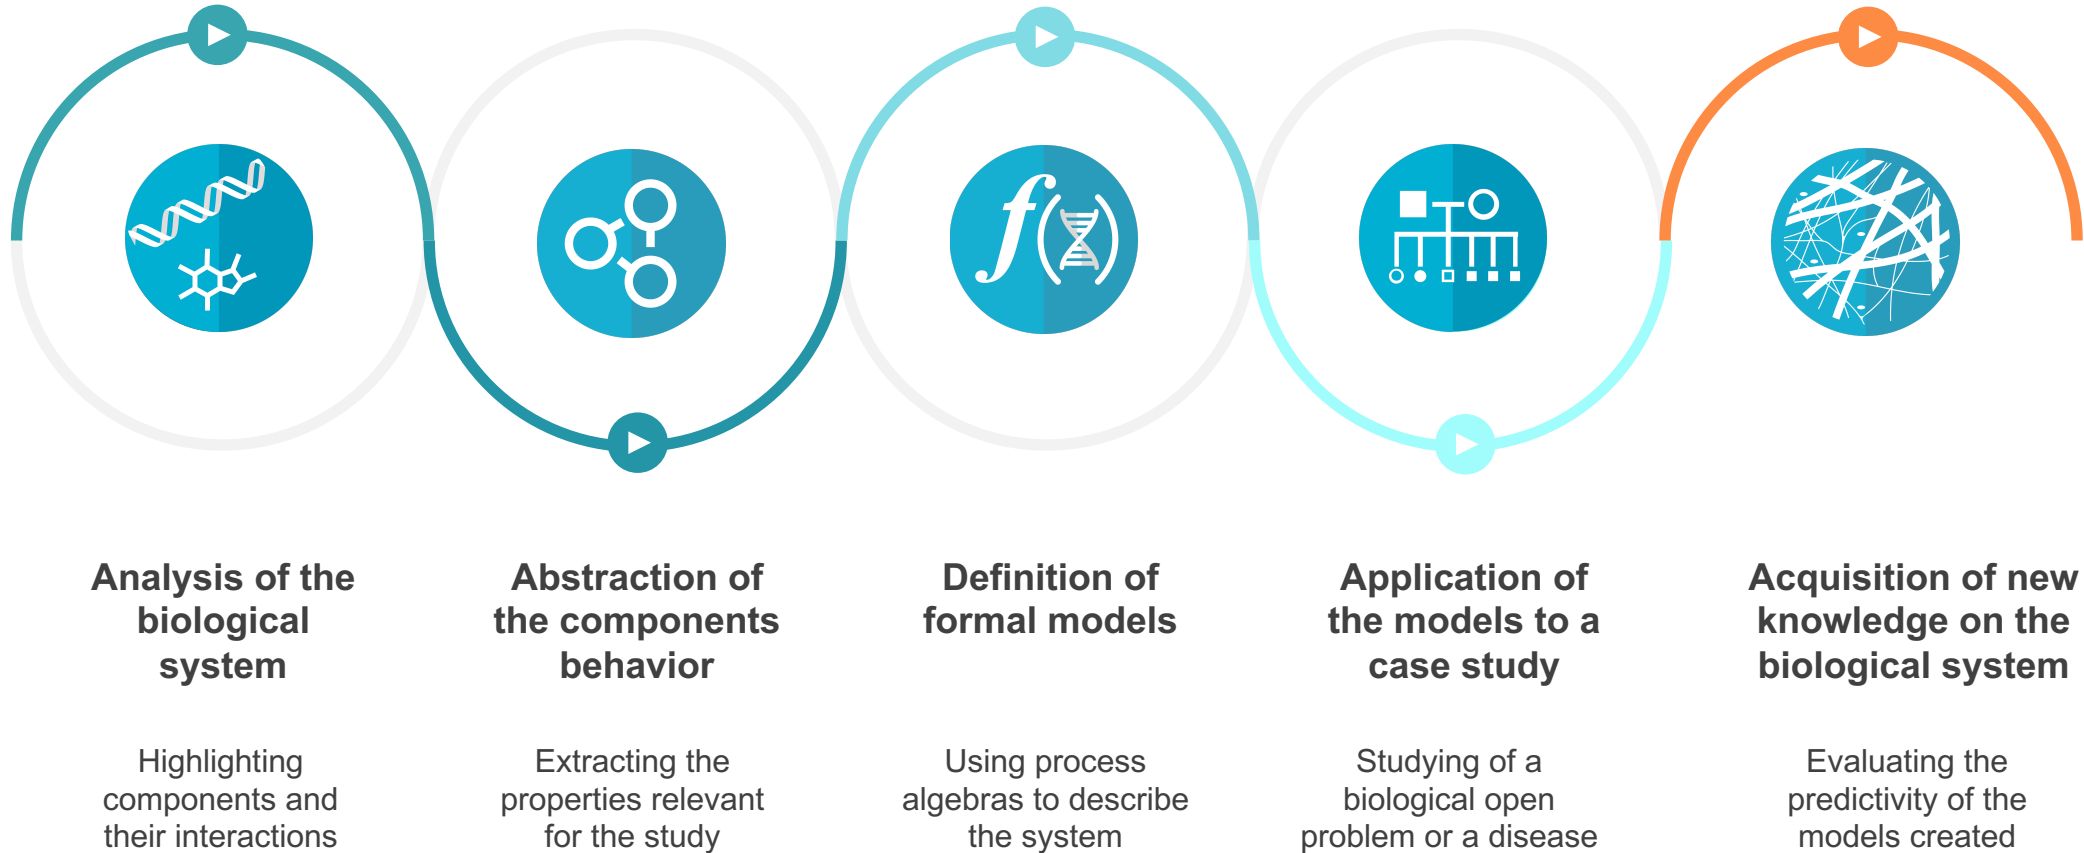 f(
)
Analysis of the
biological
system
Highlighting
components and
their interactions
Abstraction of
the components
behavior
Extracting the
properties relevant
for the study
Definition of
formal models
Using process
algebras to describe
the system
Application of
the models to a
case study
Studying of a
biological open
problem or a disease
Acquisition of new
knowledge on the
biological system
Evaluating the
predictivity of the
models created